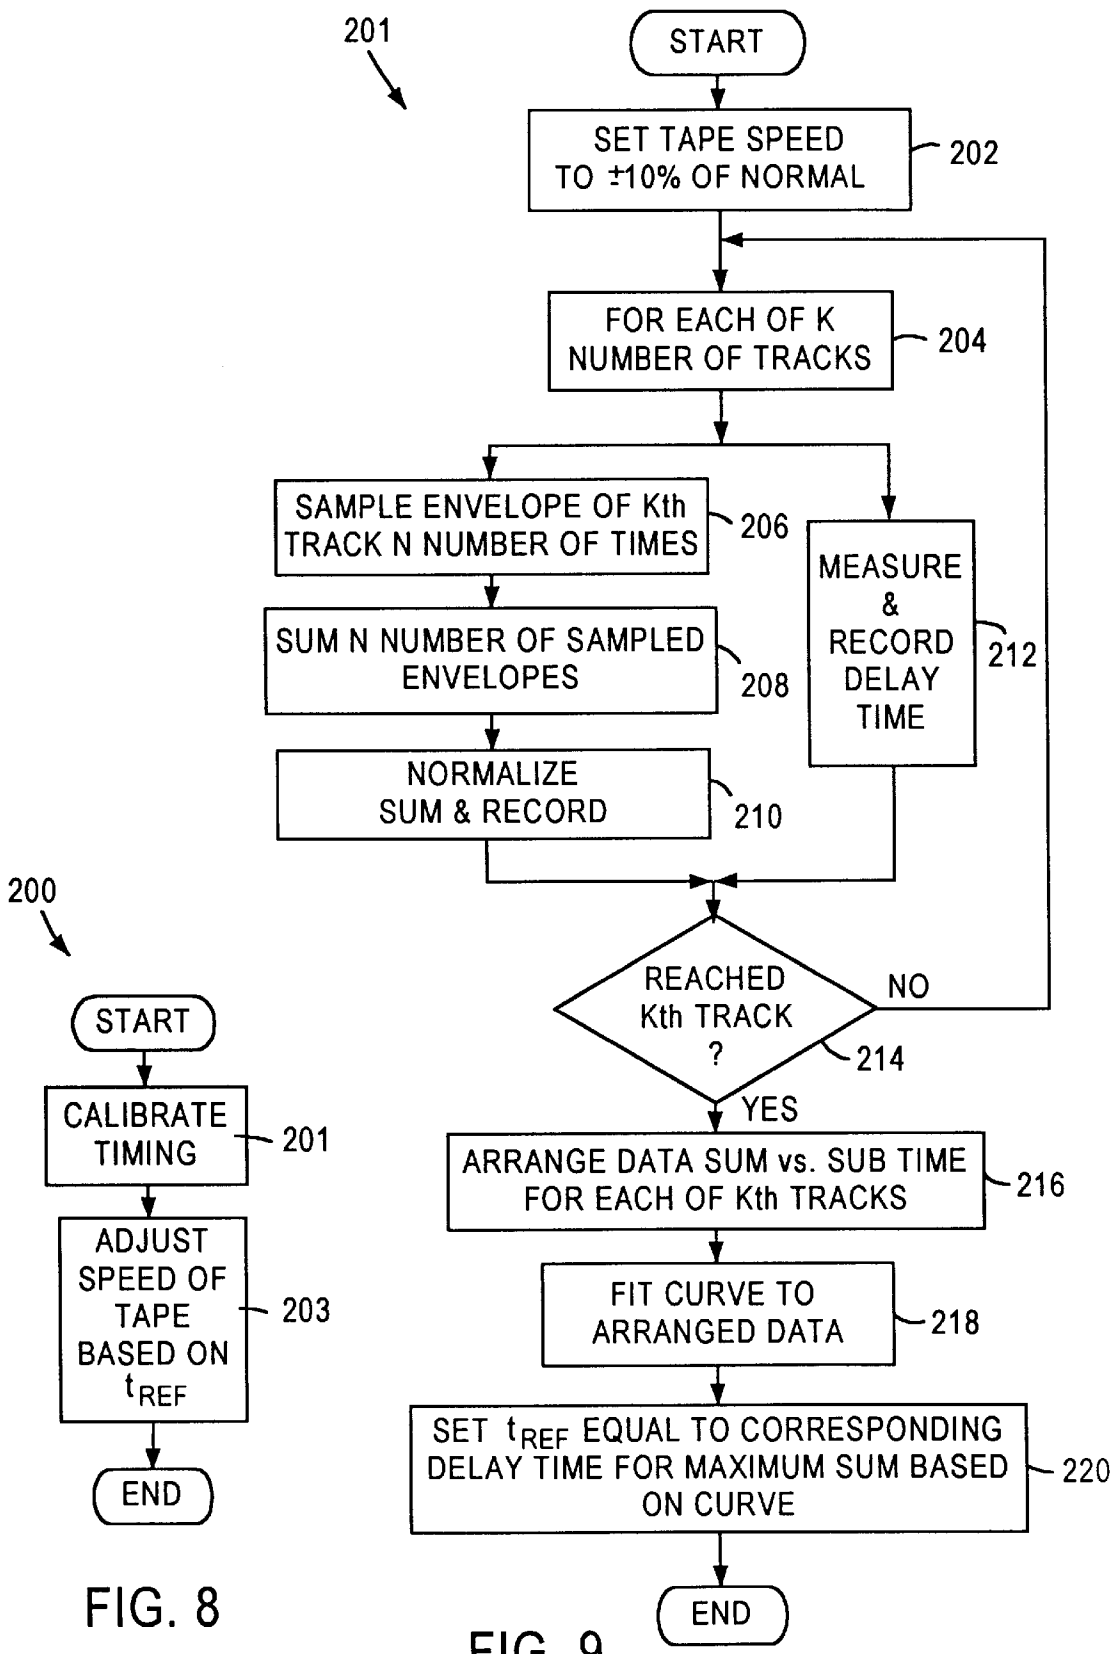 201
START
SET TAPE SPEED
TO ±10% OF NORMAL
202
FOR EACH OF K
NUMBER OF TRACKS
204
SAMPLE ENVELOPE OF Kth
TRACK N NUMBER OF TIMES
206
MEASURE
&
RECORD
DELAY
TIME
212
SUM N NUMBER OF SAMPLED
ENVELOPES
208
NORMALIZE
SUM & RECORD
210
REACHED
Kth TRACK
?
NO
214
YES
ARRANGE DATA SUM vs. SUB TIME
FOR EACH OF Kth TRACKS
216
FIT CURVE TO
ARRANGED DATA
218
SET tREF EQUAL TO CORRESPONDING
DELAY TIME FOR MAXIMUM SUM BASED
ON CURVE
220
END
FIG. 9
200
START
CALIBRATE
TIMING
201
ADJUST
SPEED OF
TAPE
BASED ON
tREF
203
END
FIG. 8